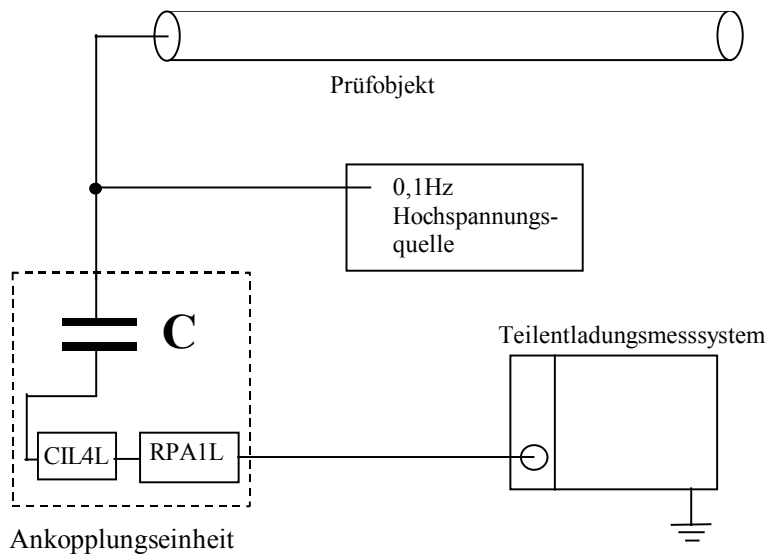 Prüfobjekt
0,1Hz
Hochspannungs-
quelle
C
Teilentladungsmesssystem
CIL4L
RPA1L
Ankopplungseinheit